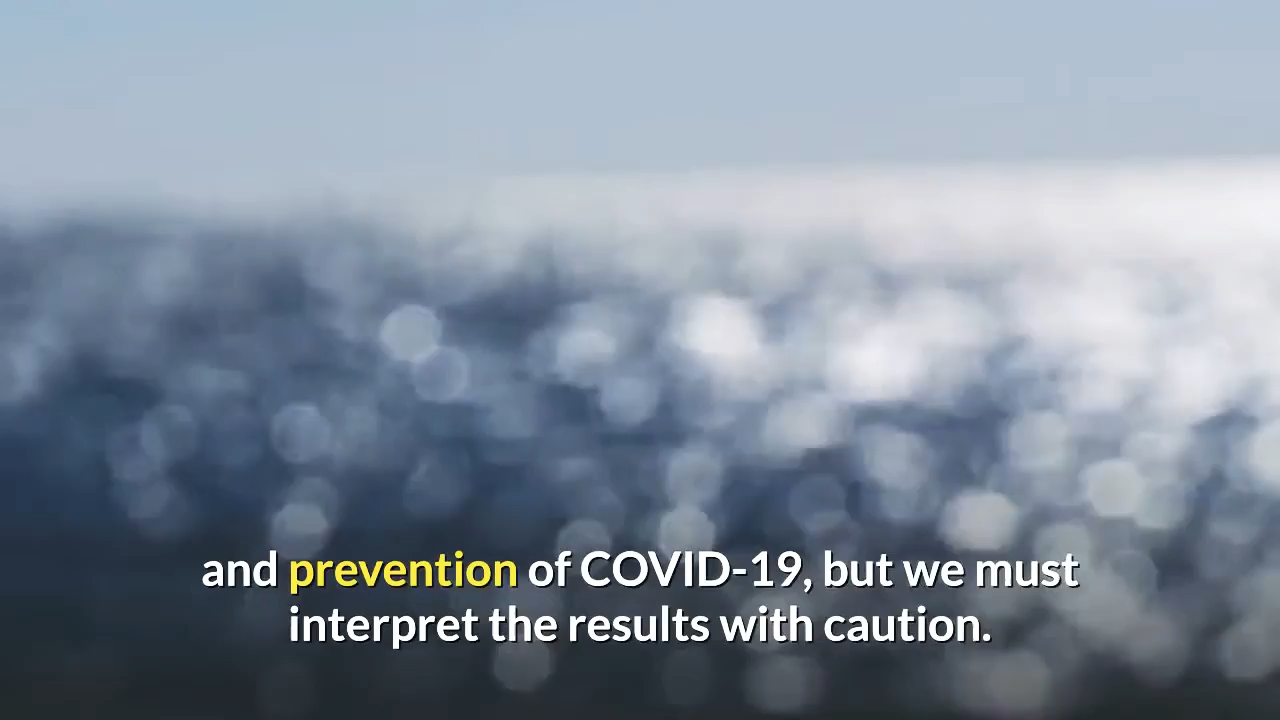 and prevention of COVID-19, but we must
interpret the results with caution.